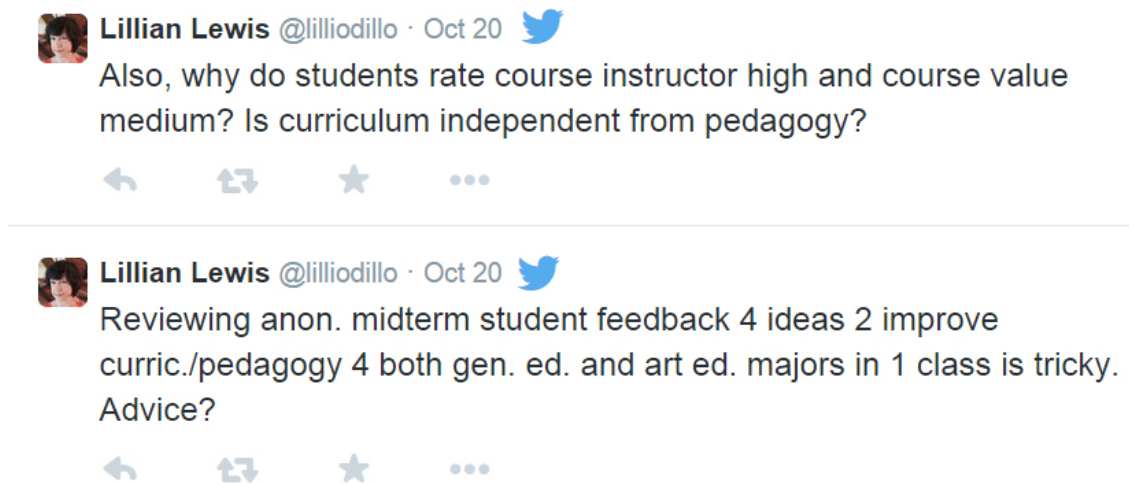 Lillian Lewis @lilliodillo · Oct 20
Also, why do students rate course instructor high and course value
medium? Is curriculum independent from pedagogy?
Lillian Lewis @lilliodillo · Oct 20
Reviewing anon. midterm student feedback 4 ideas 2 improve
curric./pedagogy 4 both gen. ed. and art ed. majors in 1 class is tricky.
Advice?